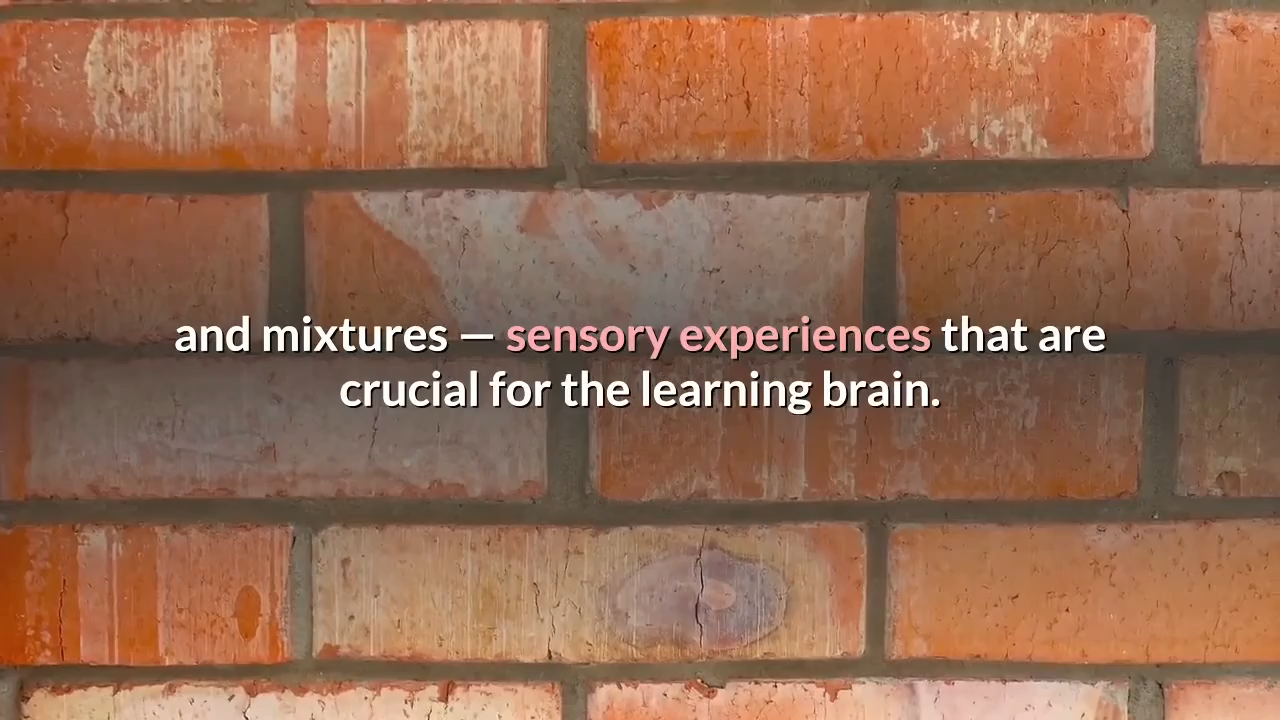 and mixtures — sensory experiences that are
crucial for the learning brain.